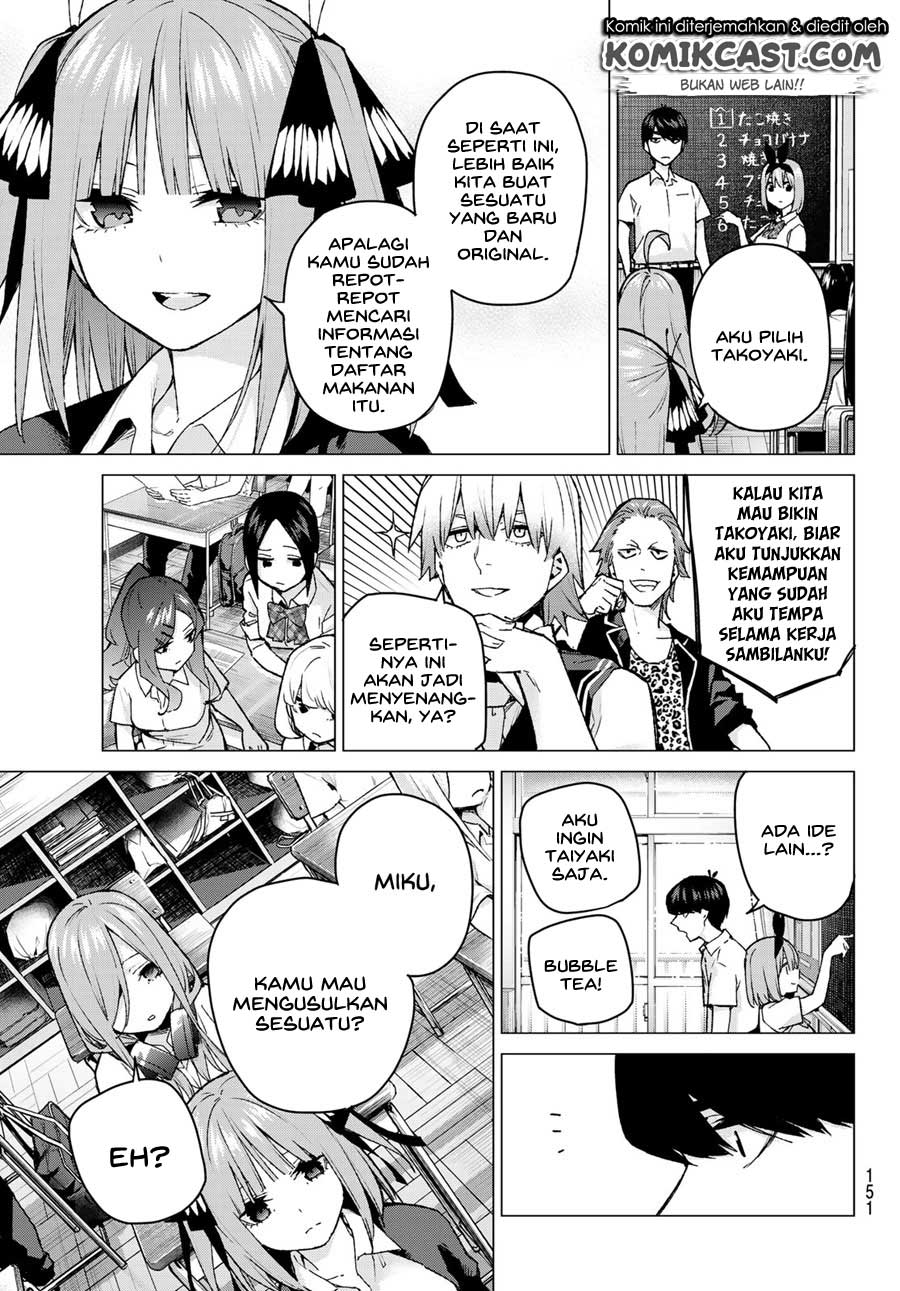 Komik ini diterjemahkan & diedit oleh
KOMIKCAST.COM
BUKAN WEB LAIN!!
1 たこ焼き
2 チョコバナナ
3 焼き
4 フ
5 チ
6 たこ
AKU PILIH
TAKOYAKI.
DI SAAT
SEPERTI INI,
LEBIH BAIK
KITA BUAT
SESUATU
YANG BARU
DAN
ORIGINAL.
APALAGI
KAMU SUDAH
REPOT-
REPOT
MENCARI
INFORMASI
TENTANG
DAFTAR
MAKANAN
ITU.
KALAU KITA
MAU BIKIN
TAKOYAKI, BIAR
AKU TUNJUKKAN
KEMAMPUAN
YANG SUDAH
AKU TEMPA
SELAMA KERJA
SAMBILANKU!
SEPERTI-
NYA INI
AKAN JADI
MENYENANG-
KAN, YA?
ADA IDE
LAIN...?
AKU
INGIN
TAIYAKI
SAJA.
BUBBLE
TEA!
MIKU,
KAMU MAU
MENGUSULKAN
SESUATU?
EH?
151